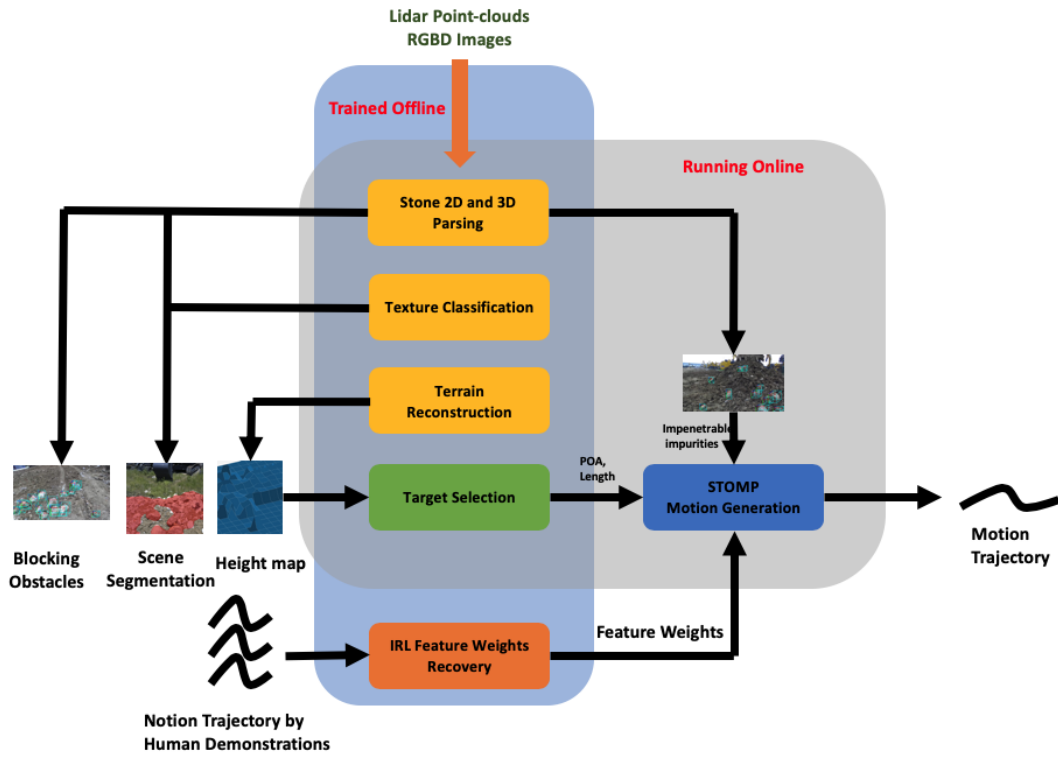 Lidar Point-clouds
RGBD Images
Trained Offline
Running Online
Stone 2D and 3D
Parsing
Texture Classification
Terrain
Reconstruction
Impenetrable
impurities
POA,
Length
Target Selection
STOMP
Motion Generation
Blocking
Obstacles
Scene
Segmentation
Height map
Motion
Trajectory
Feature Weights
IRL Feature Weights
Recovery
Notion Trajectory by
Human Demonstrations